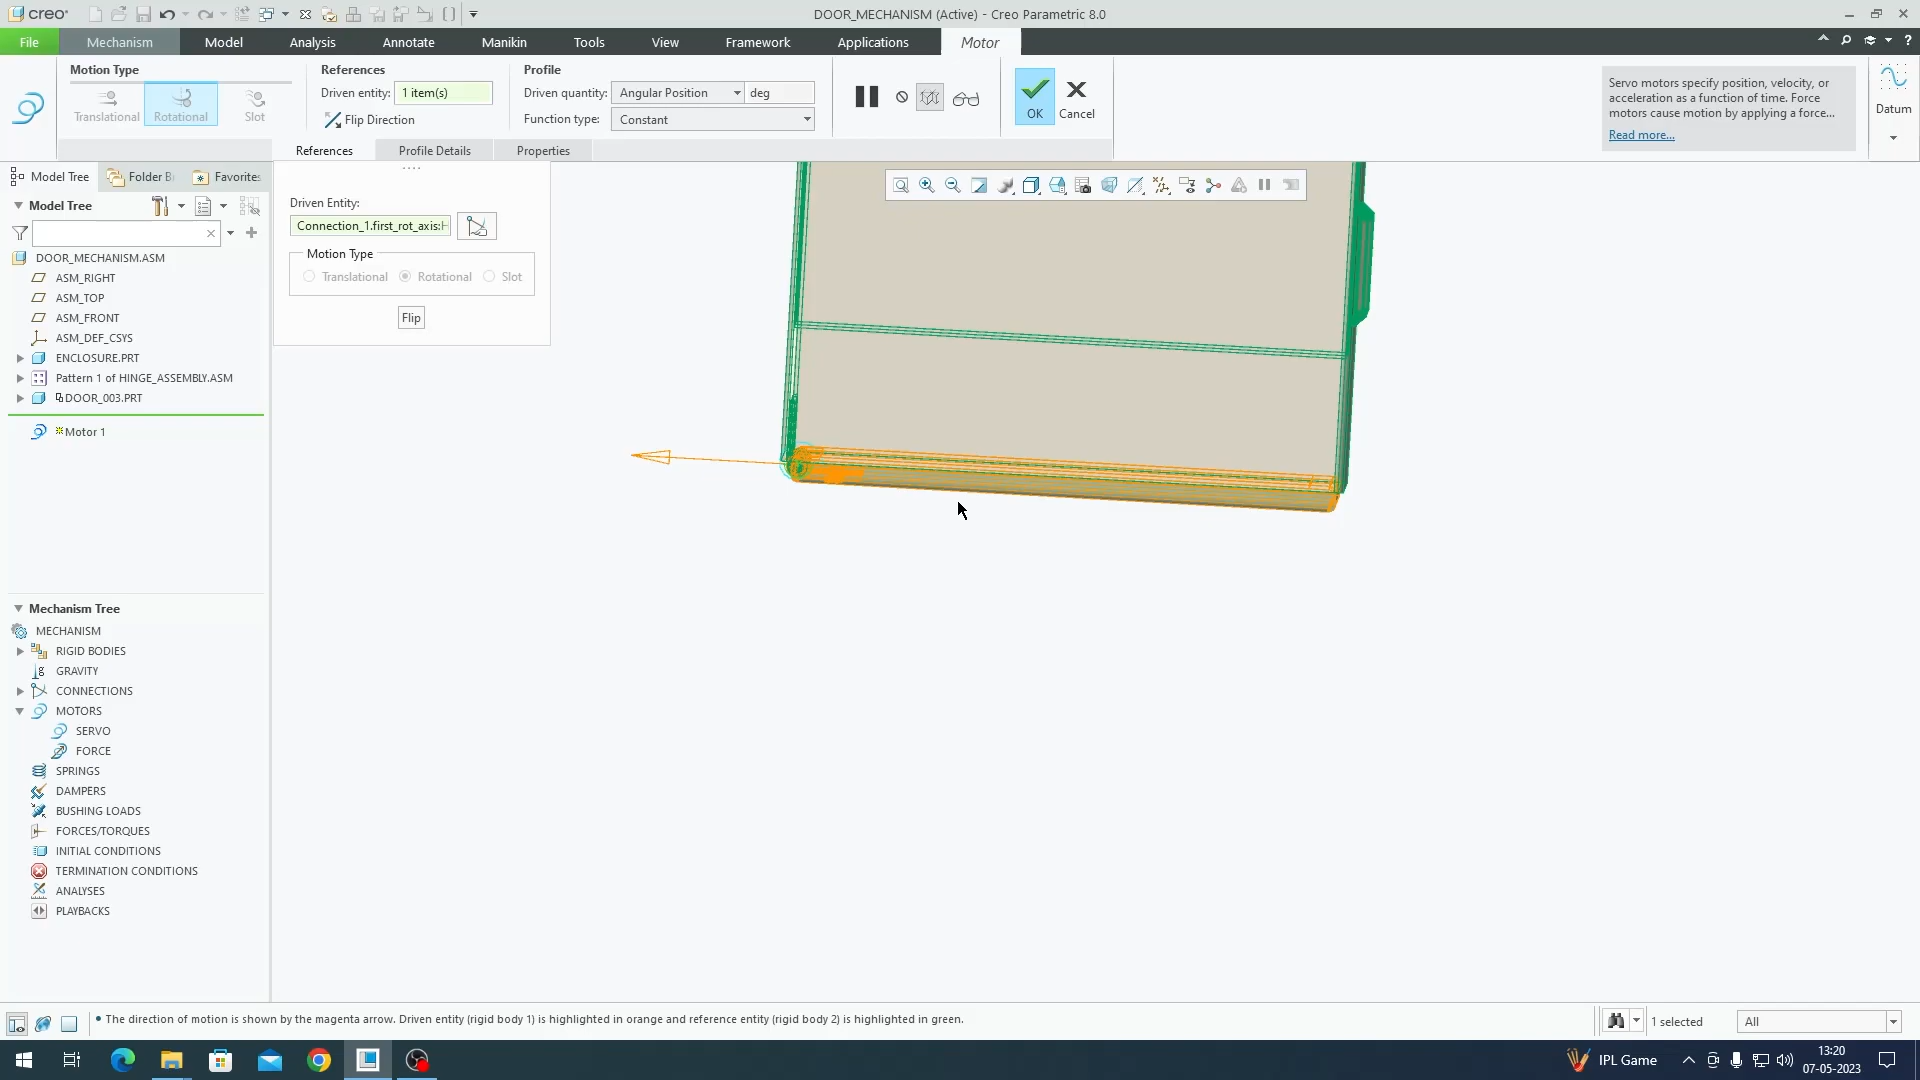 creo
DOOR_MECHANISM (Active) - Creo Parametric 8.0
File
Mechanism
Model
Analysis
Annotate
Manikin
Tools
View
Framework
Applications
Motor
Motion Type
Translational
Rotational
Slot
References
Driven entity:
1 item(s)
Flip Direction
Profile
Driven quantity:
Angular Position
deg
Function type:
Constant
OK
Cancel
Servo motors specify position, velocity, or
acceleration as a function of time. Force
motors cause motion by applying a force...
Read more...
Datum
References
Profile Details
Properties
Model Tree
Folder B
Favorites
Model Tree
DOOR_MECHANISM.ASM
ASM_RIGHT
ASM_TOP
ASM_FRONT
ASM_DEF_CSYS
ENCLOSURE.PRT
Pattern 1 of HINGE_ASSEMBLY.ASM
DOOR_003.PRT
Motor 1
Driven Entity:
Connection_1.first_rot_axis:H
Motion Type
Translational
Rotational
Slot
Flip
Mechanism Tree
MECHANISM
RIGID BODIES
GRAVITY
CONNECTIONS
MOTORS
SERVO
FORCE
SPRINGS
DAMPERS
BUSHING LOADS
FORCES/TORQUES
INITIAL CONDITIONS
TERMINATION CONDITIONS
ANALYSES
PLAYBACKS
• The direction of motion is shown by the magenta arrow. Driven entity (rigid body 1) is highlighted in orange and reference entity (rigid body 2) is highlighted in green.
1 selected
All
IPL Game
13:20
07-05-2023